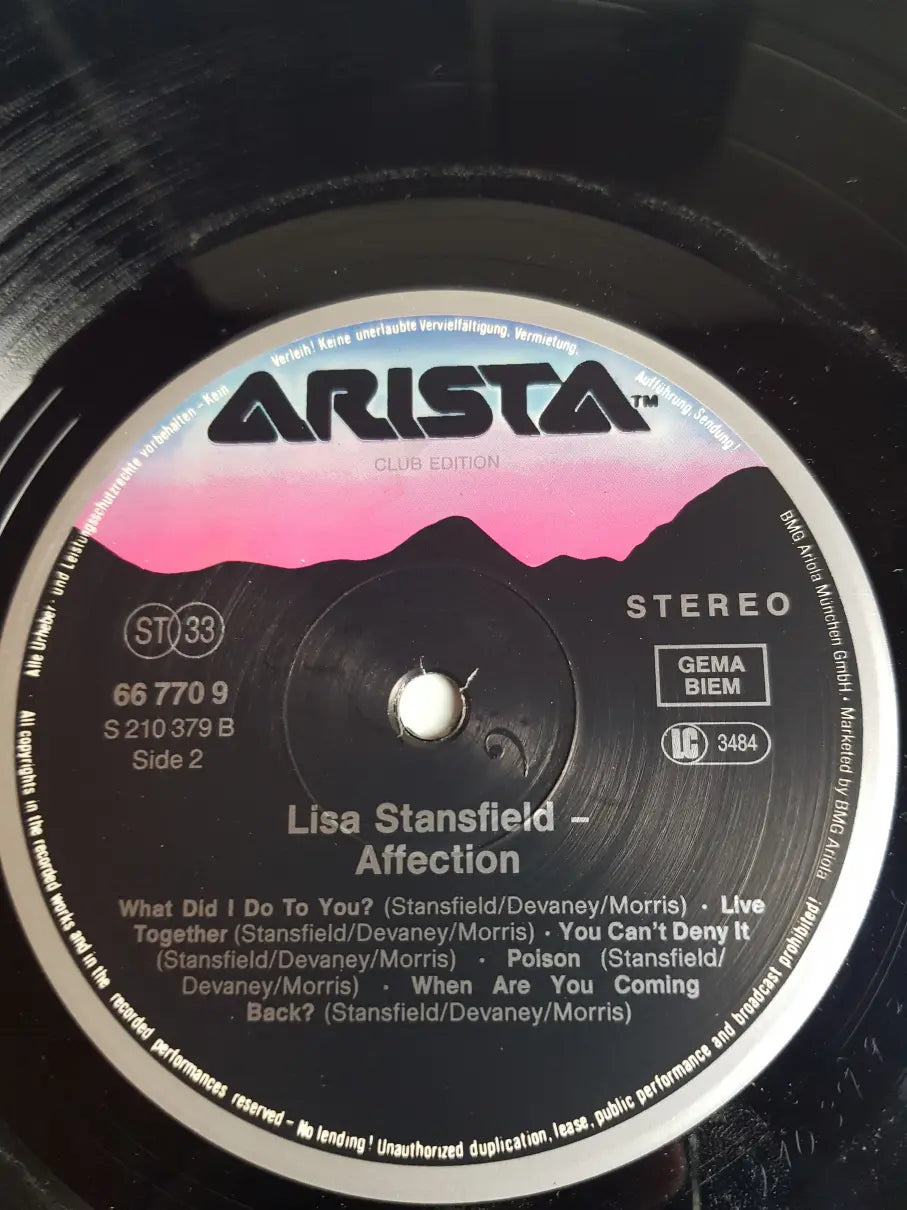 Alle Urheber- und Leistungsschutzrechte vorbehalten - Kein Verleih! Keine unerlaubte Vervielfältigung, Vermietung, Aufführung, Sendung!
ARISTA™
CLUB EDITION
ST 33
66 770 9
S 210 379 B
Side 2
STEREO
GEMA
BIEM
LC 3484
Lisa Stansfield –
Affection
What Did I Do To You? (Stansfield/Devaney/Morris) · Live
Together (Stansfield/Devaney/Morris) · You Can't Deny It
(Stansfield/Devaney/Morris) · Poison (Stansfield/
Devaney/Morris) · When Are You Coming
Back? (Stansfield/Devaney/Morris)
BMG Ariola München GmbH · Marketed by BMG Ariola
All copyrights in the recorded works and in the recorded performances reserved - No lending! Unauthorized duplication, lease, public performance and broadcast prohibited!